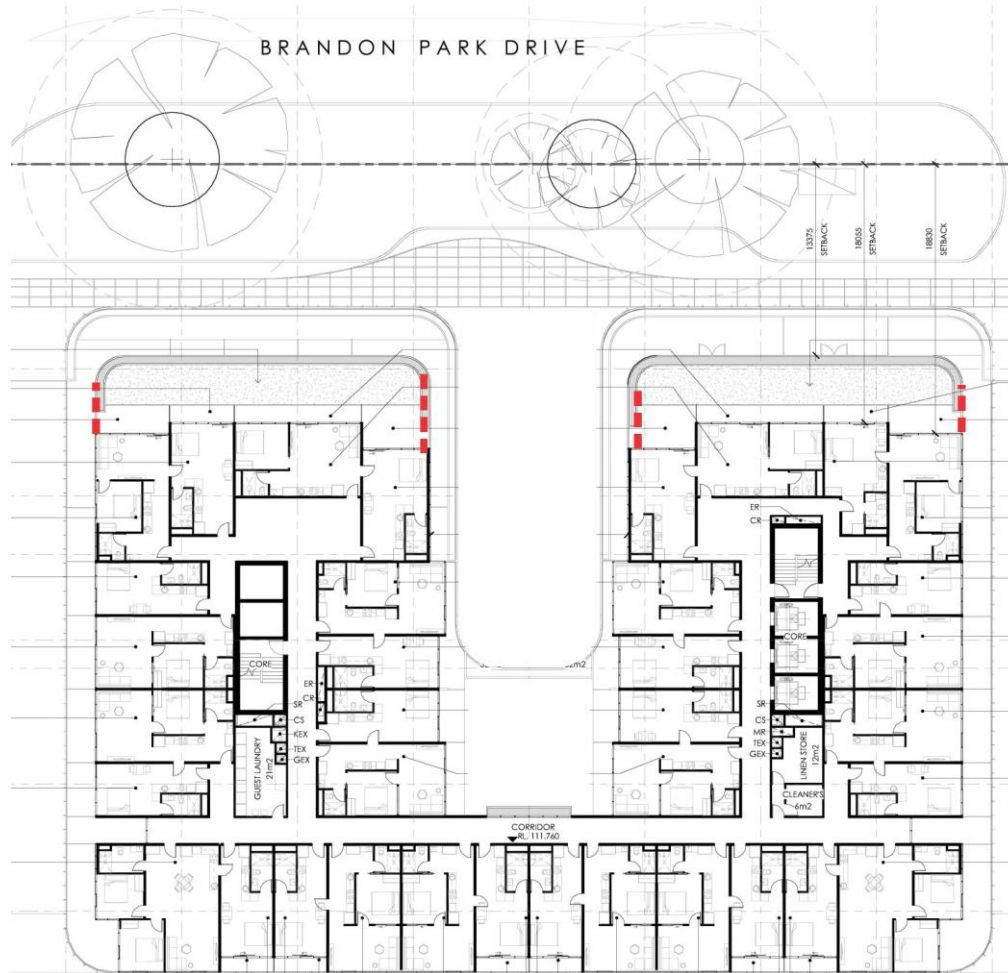 BRANDON PARK DRIVE
13375
SETBACK
18055
SETBACK
18830
SETBACK
ER
CR
CORE
CORE
ER
CR
SR
CS
KEX
TEX
GEX
GUEST LAUNDRY
21m2
SR
CS
MR
TEX
GEX
LINEN STORE
12m2
CLEANER'S
6m2
CORRIDOR
RL. 111.760